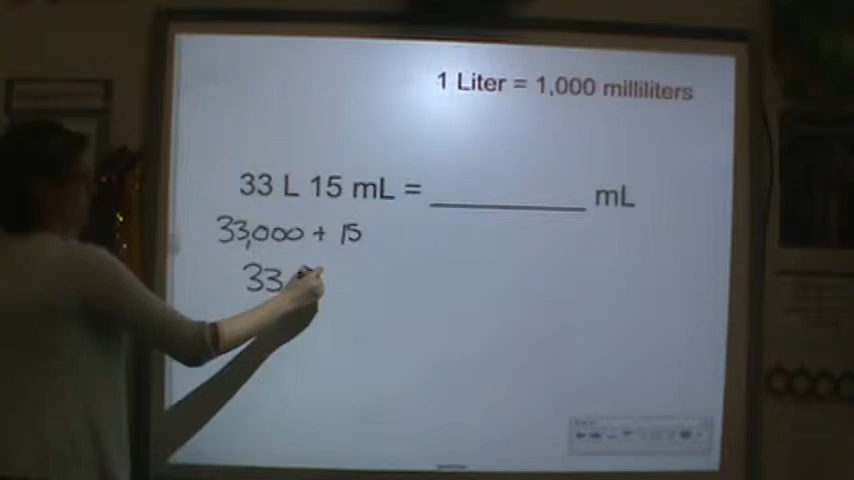 1 Liter = 1,000 milliliters
33 L 15 mL = __________ mL
33,000 + 15
33